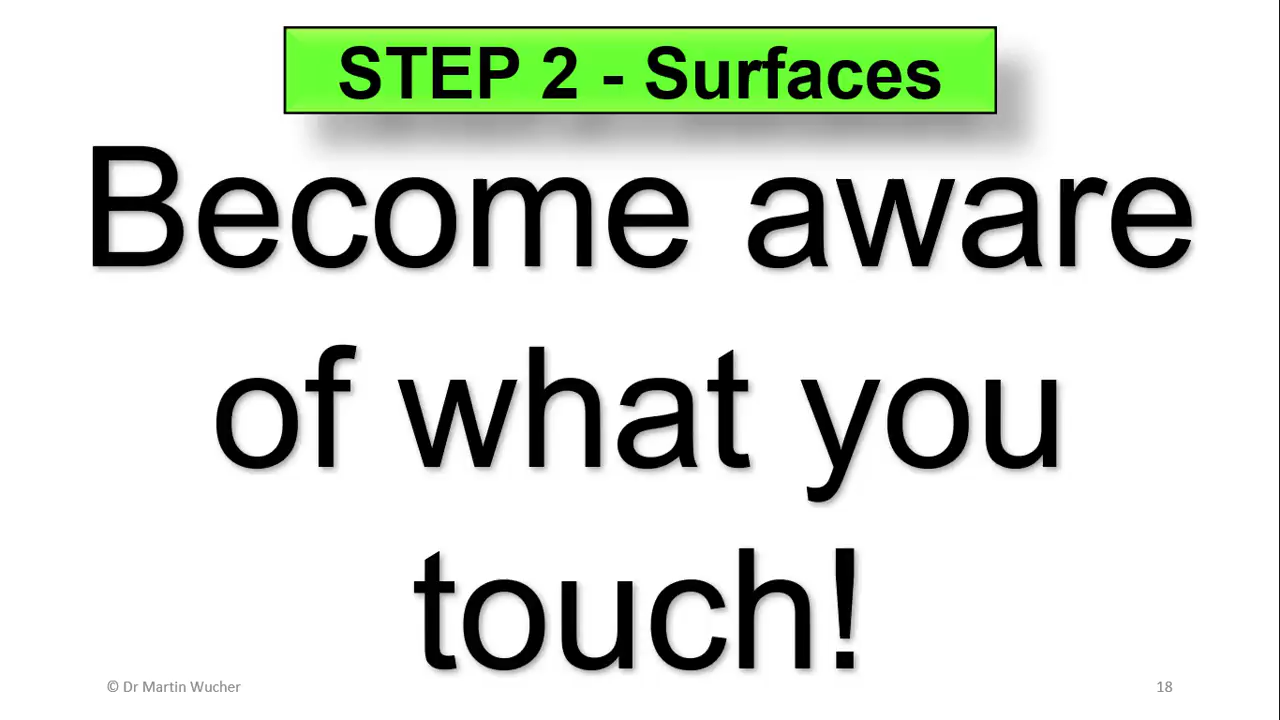 STEP 2 - Surfaces
Become aware
of what you
touch!
© Dr Martin Wucher
18